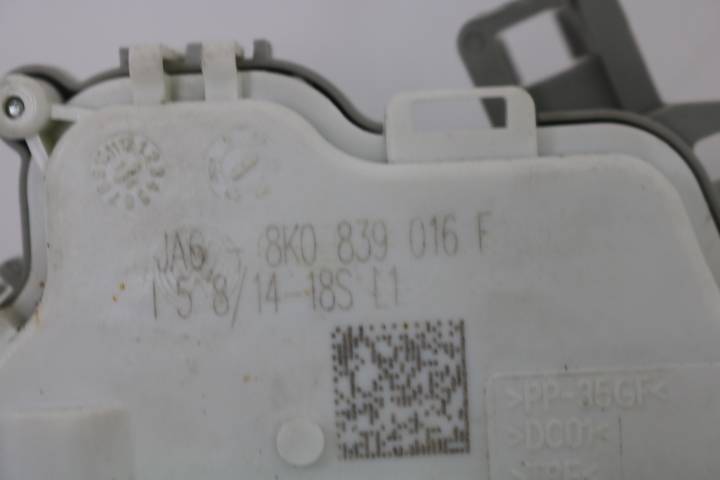 JA6 - 8K0 839 016 F
1 5 8/14-18S E1
>PP-35GF<
>DC01<